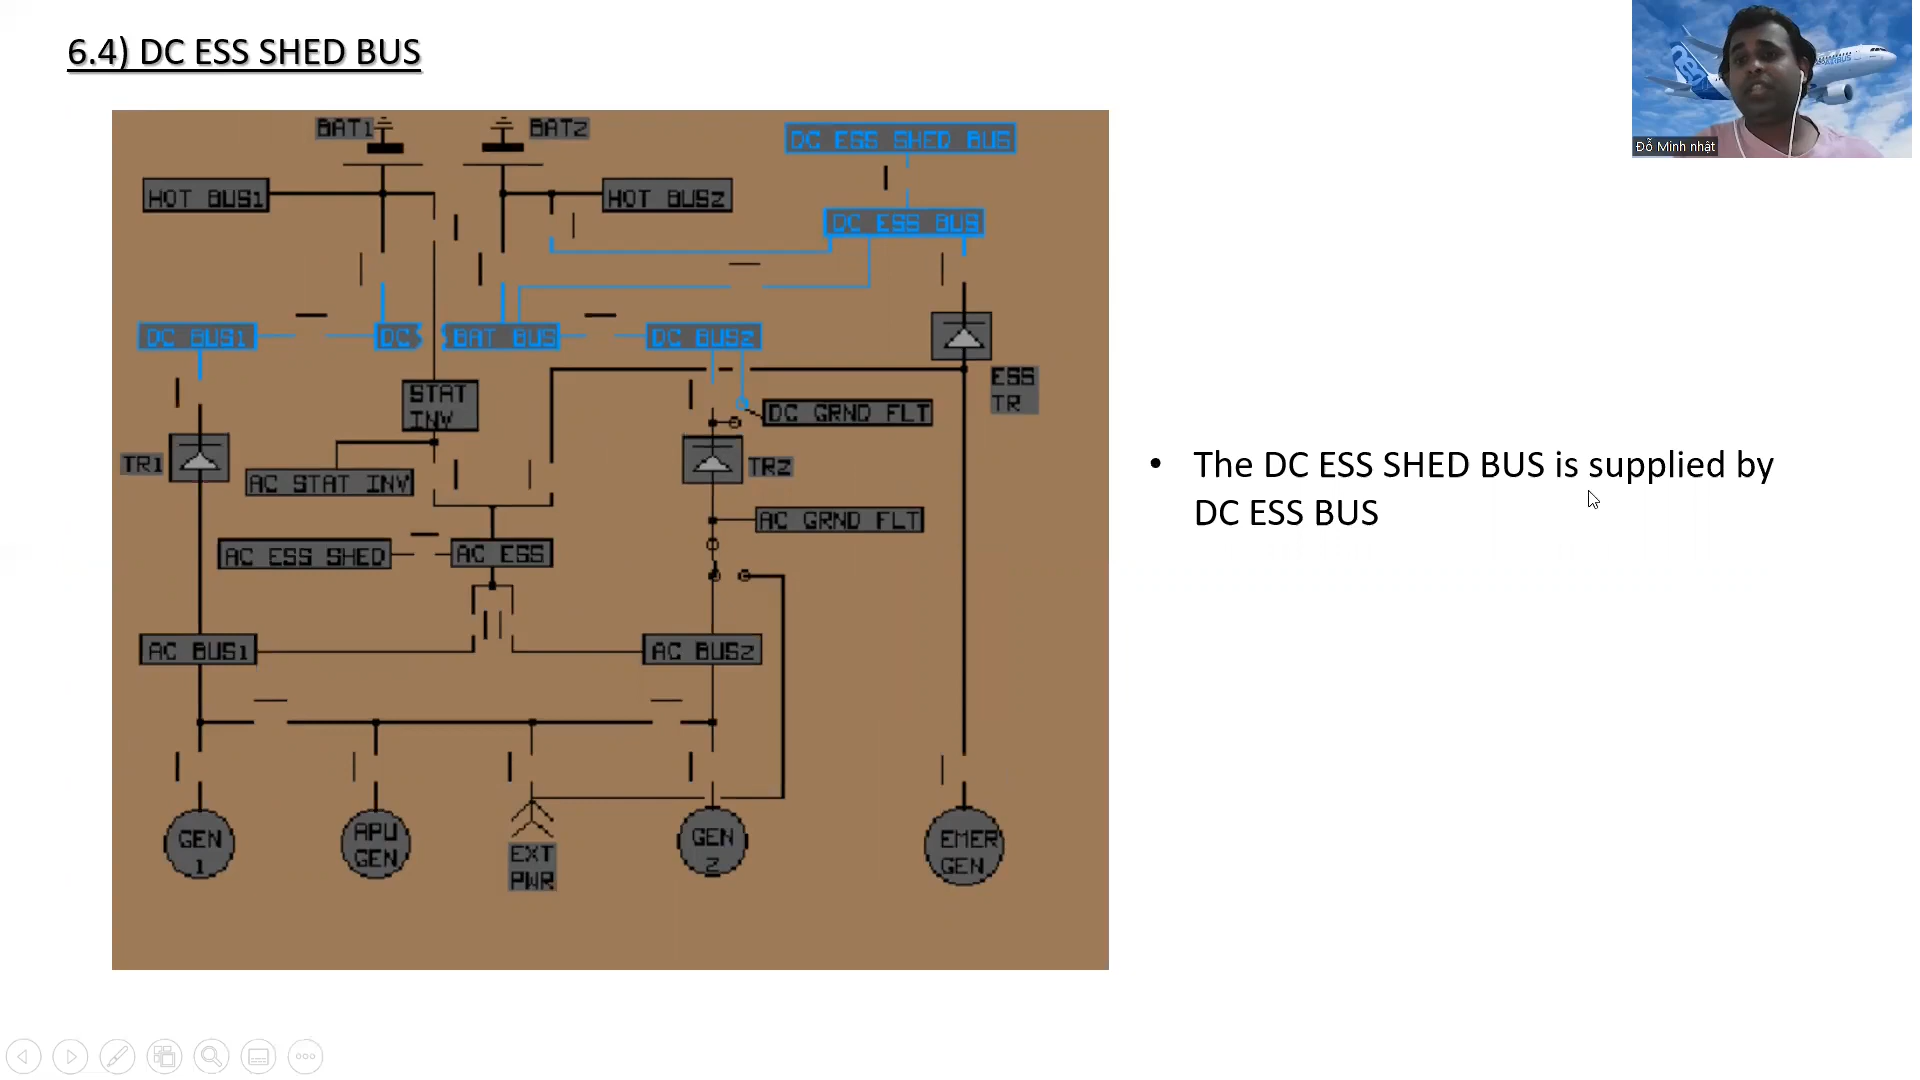 6.4) DC ESS SHED BUS
Đỗ Minh nhật
BAT1
BAT2
DC ESS SHED BUS
HOT BUS1
HOT BUS2
DC ESS BUS
DC BUS1
DC
BAT BUS
DC BUS2
STAT
INV
DC GRND FLT
ESS
TR
TR1
AC STAT INV
TR2
AC GRND FLT
AC ESS SHED
AC ESS
AC BUS1
AC BUS2
GEN
1
APU
GEN
EXT
PWR
GEN
2
EMER
GEN
• The DC ESS SHED BUS is supplied by
DC ESS BUS